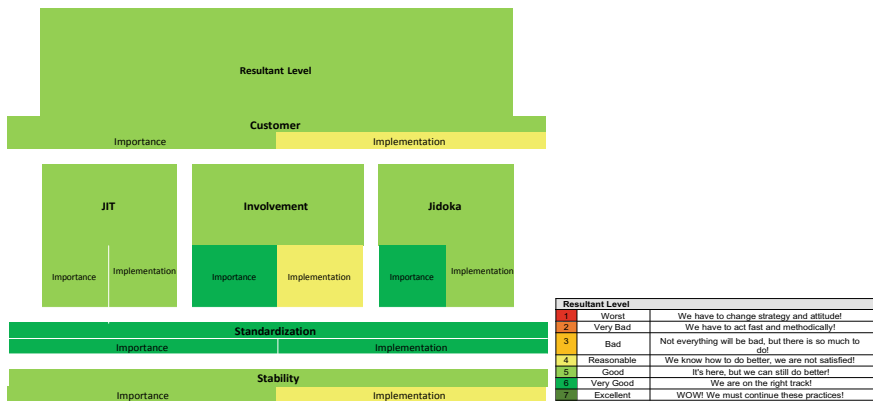 Resultant Level
Customer
Importance Implementation
JIT Involvement Jidoka
Importance Implementation Importance Implementation Importance Implementation
Standardization
Importance Implementation
Stability
Importance Implementation
Resultant Level
1 Worst We have to change strategy and attitude!
2 Very Bad We have to act fast and methodically!
3 Bad Not everything will be bad, but there is so much to
do!
4 Reasonable We know how to do better, we are not satisfied!
5 Good It's here, but we can still do better!
6 Very Good We are on the right track!
7 Excellent WOW! We must continue these practices!